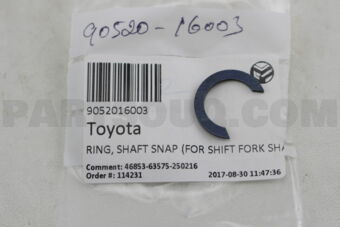 90520-16003
9052016003
Toyota
RING, SHAFT SNAP (FOR SHIFT FORK SHA
Comment: 46853-63575-250216
Order #: 114231 2017-08-30 11:47:36